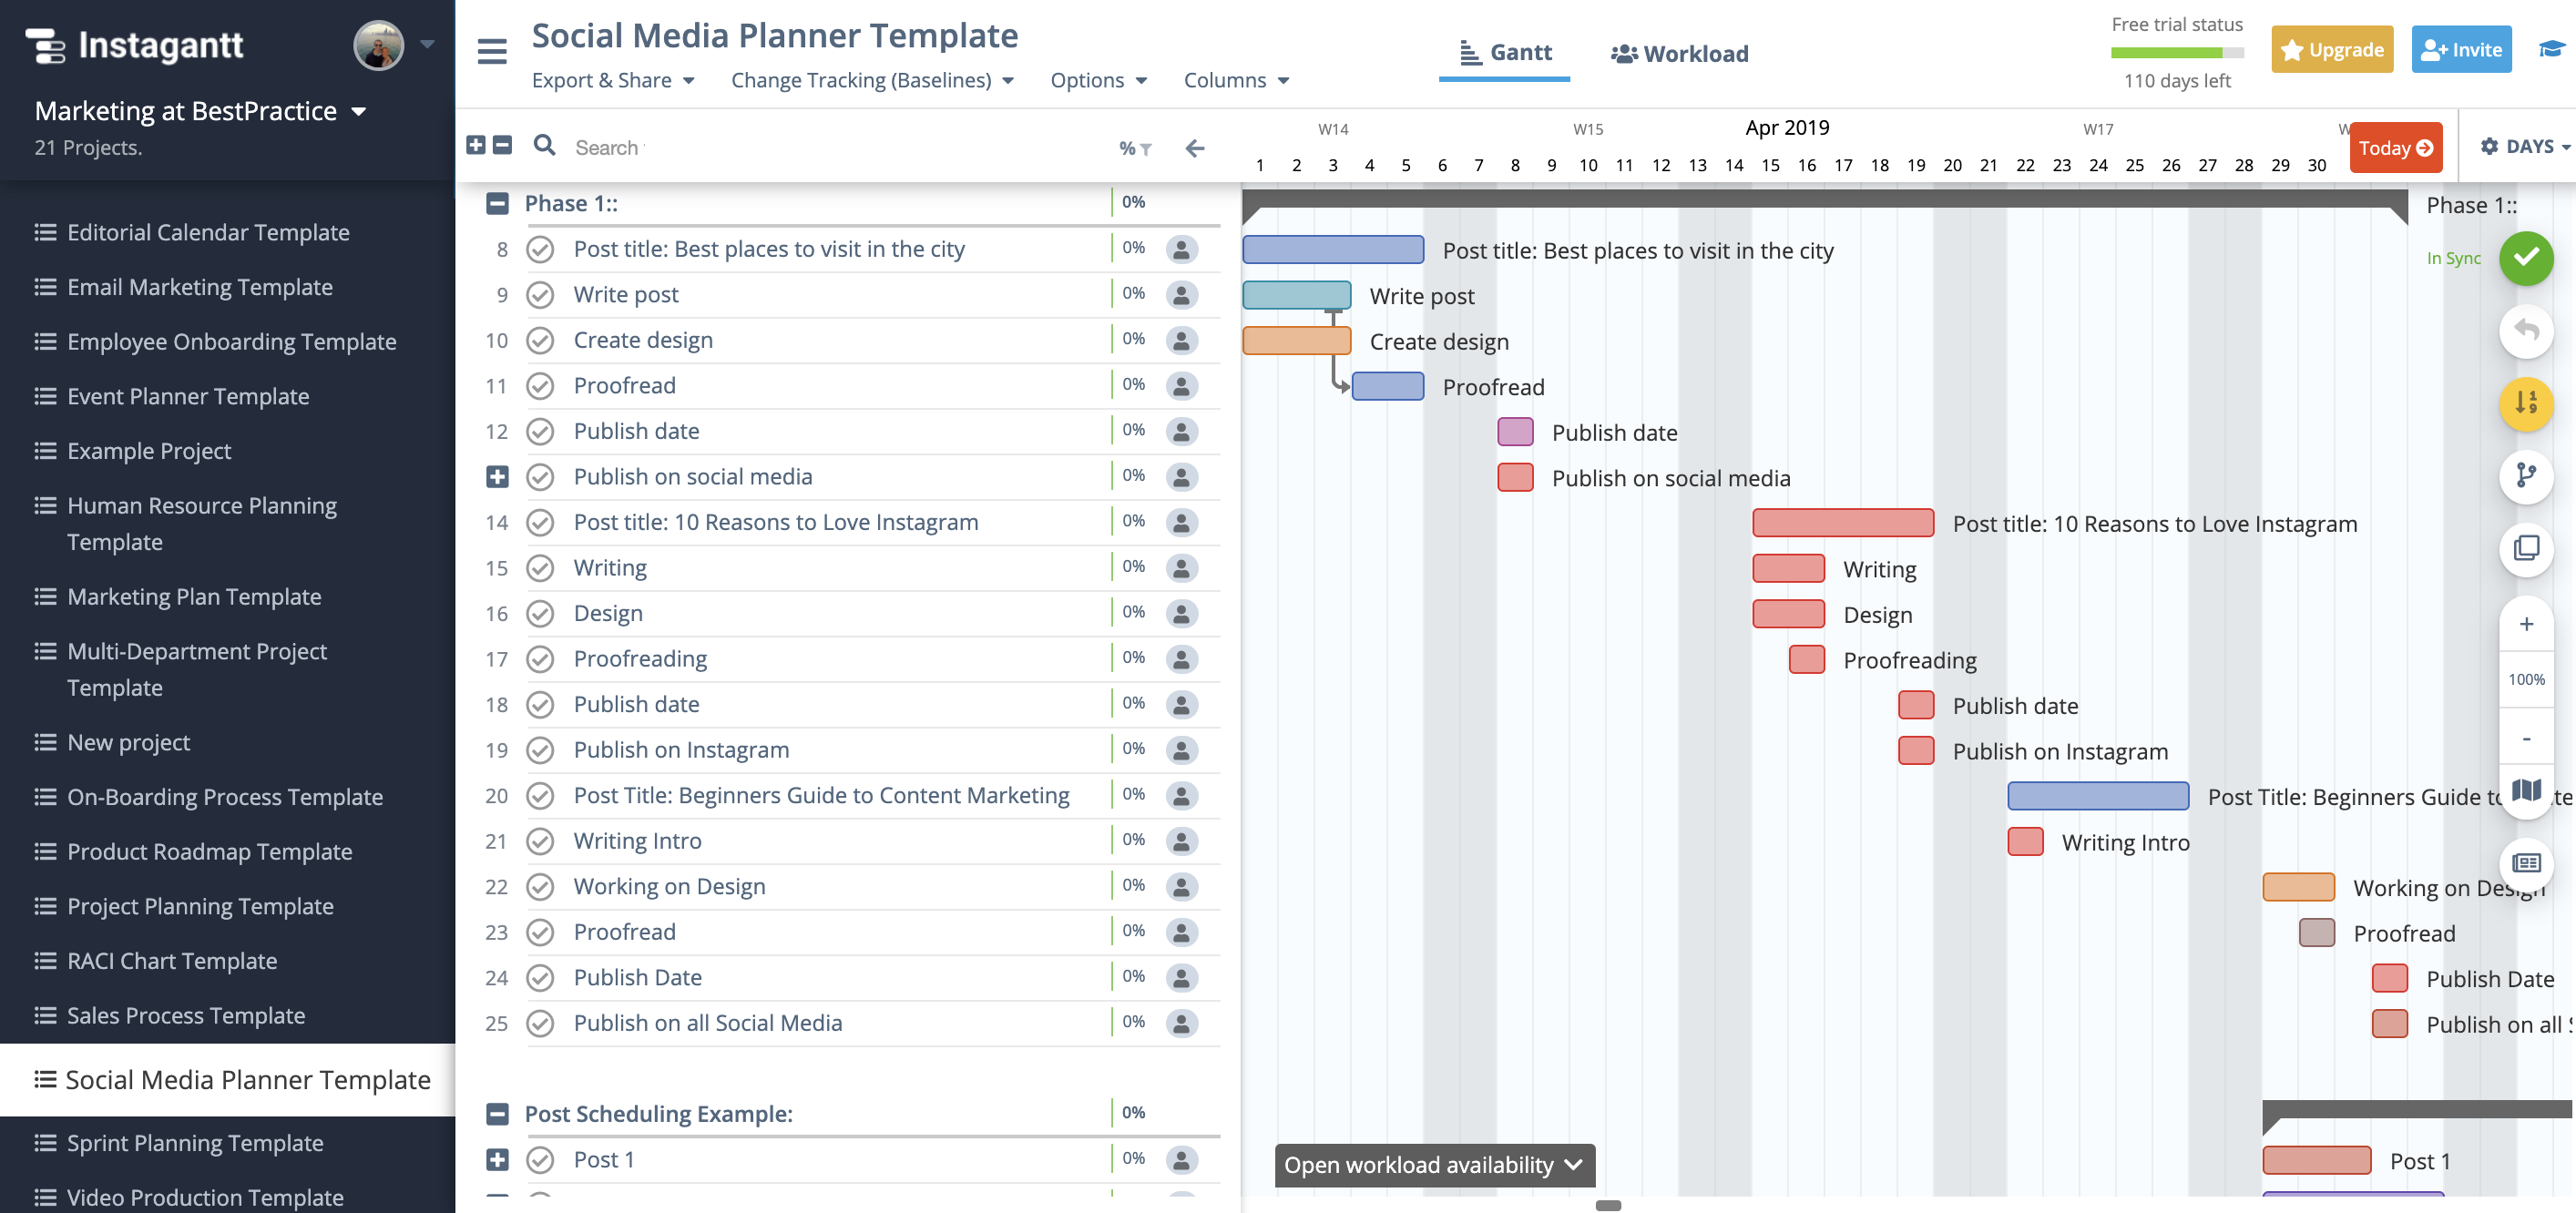 Instagantt
Marketing at BestPractice
21 Projects.
Editorial Calendar Template
Email Marketing Template
Employee Onboarding Template
Event Planner Template
Example Project
Human Resource Planning
Template
Marketing Plan Template
Multi-Department Project
Template
New project
On-Boarding Process Template
Product Roadmap Template
Project Planning Template
RACI Chart Template
Sales Process Template
Social Media Planner Template
Sprint Planning Template
Video Production Template
Social Media Planner Template
Export & Share
Change Tracking (Baselines)
Options
Columns
Gantt
Workload
Free trial status
110 days left
Upgrade
Invite
Search
%
W14 W15 Apr 2019 W17 W
1 2 3 4 5 6 7 8 9 10 11 12 13 14 15 16 17 18 19 20 21 22 23 24 25 26 27 28 29 30
Today
DAYS
Phase 1:: 0%
8 Post title: Best places to visit in the city 0%
9 Write post 0%
10 Create design 0%
11 Proofread 0%
12 Publish date 0%
Publish on social media 0%
14 Post title: 10 Reasons to Love Instagram 0%
15 Writing 0%
16 Design 0%
17 Proofreading 0%
18 Publish date 0%
19 Publish on Instagram 0%
20 Post Title: Beginners Guide to Content Marketing 0%
21 Writing Intro 0%
22 Working on Design 0%
23 Proofread 0%
24 Publish Date 0%
25 Publish on all Social Media 0%
Post Scheduling Example: 0%
Post 1 0%
Phase 1::
Post title: Best places to visit in the city
In Sync
Write post
Create design
Proofread
Publish date
Publish on social media
Post title: 10 Reasons to Love Instagram
Writing
Design
Proofreading
Publish date
Publish on Instagram
Post Title: Beginners Guide
Writing Intro
Working on Design
Proofread
Publish Date
Publish on all
Post 1
1
9
+
100%
-
Open workload availability